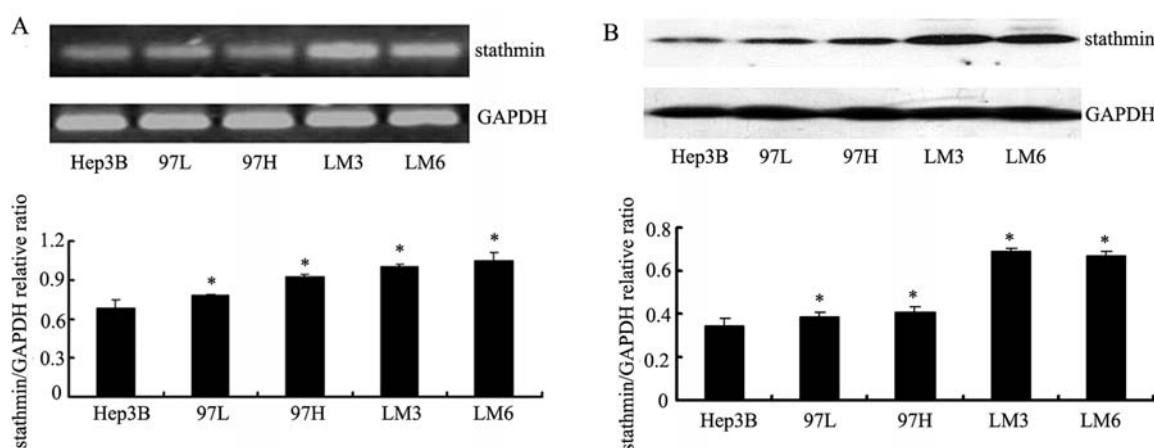 A
stathmin
GAPDH
Hep3B 97L 97H LM3 LM6
stathmin/GAPDH relative ratio
1.2
0.9
0.6
0.3
0
* * * *
Hep3B 97L 97H LM3 LM6
B
stathmin
GAPDH
Hep3B 97L 97H LM3 LM6
stathmin/GAPDH relative ratio
0.8
0.6
0.4
0.2
0
* * * *
Hep3B 97L 97H LM3 LM6